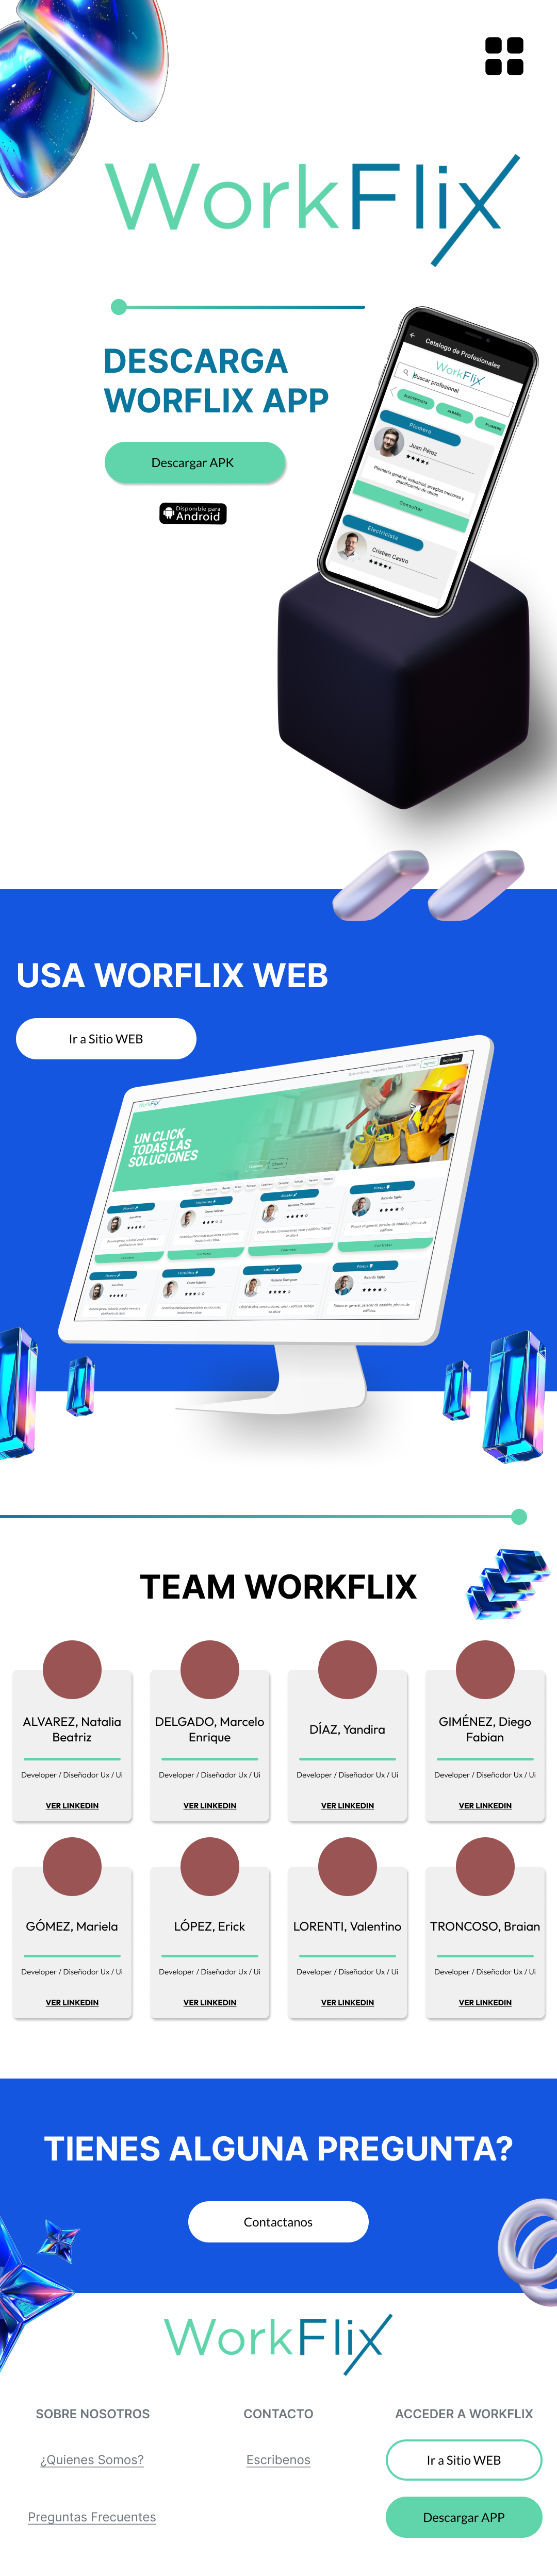 WorkFlix
DESCARGA
WORFLIX APP
Descargar APK
Disponible para
Android
Catalogo de Profesionales
WorkFlix
Buscar profesional
ELECTRICISTA
ALBAÑIL
PLOMERO
Plomero
Juan Pérez
Plomería general, industrial, arreglos menores y
planificación de obras.
Consultar
Electricista
Cristian Castro
USA WORFLIX WEB
Ir a Sitio WEB
WorkFlix
UN CLICK
TODAS LAS
SOLUCIONES
TEAM WORKFLIX
ALVAREZ, Natalia
Beatriz
Developer / Diseñador Ux / Ui
VER LINKEDIN
DELGADO, Marcelo
Enrique
Developer / Diseñador Ux / Ui
VER LINKEDIN
DÍAZ, Yandira
Developer / Diseñador Ux / Ui
VER LINKEDIN
GIMÉNEZ, Diego
Fabian
Developer / Diseñador Ux / Ui
VER LINKEDIN
GÓMEZ, Mariela
Developer / Diseñador Ux / Ui
VER LINKEDIN
LÓPEZ, Erick
Developer / Diseñador Ux / Ui
VER LINKEDIN
LORENTI, Valentino
Developer / Diseñador Ux / Ui
VER LINKEDIN
TRONCOSO, Braian
Developer / Diseñador Ux / Ui
VER LINKEDIN
TIENES ALGUNA PREGUNTA?
Contactanos
WorkFlix
SOBRE NOSOTROS
¿Quienes Somos?
Preguntas Frecuentes
CONTACTO
Escribenos
ACCEDER A WORKFLIX
Ir a Sitio WEB
Descargar APP